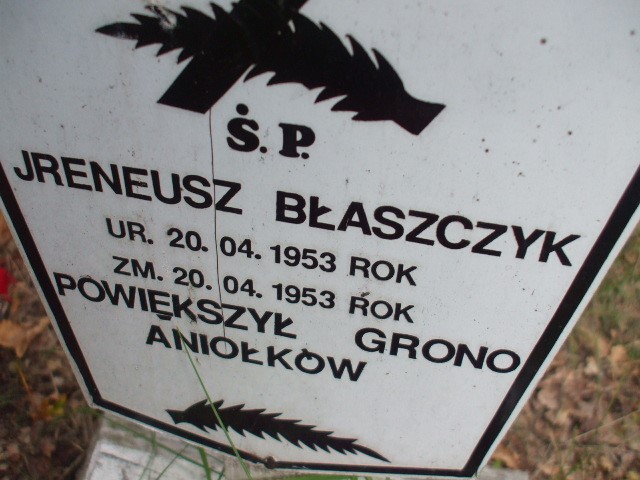 Ś. P.
JRENEUSZ BŁASZCZYK
UR. 20. 04. 1953 ROK
ZM. 20. 04. 1953 ROK
POWIĘKSZYŁ GRONO
ANIOŁKÓW